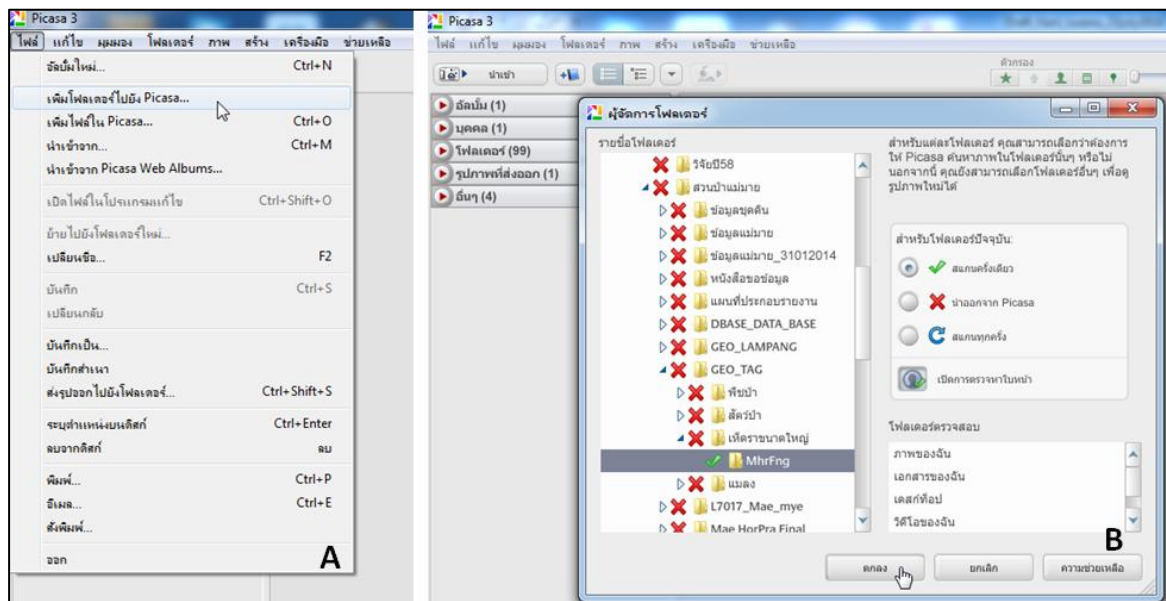 Picasa 3
ไฟล์ แก้ไข มุมมอง โฟลเดอร์ ภาพ สร้าง เครื่องมือ ช่วยเหลือ
อัลบั้มใหม่... Ctrl+N
เพิ่มโฟลเดอร์ไปยัง Picasa...
เพิ่มไฟล์ใน Picasa... Ctrl+O
นำเข้าจาก... Ctrl+M
นำเข้าจาก Picasa Web Albums...
เปิดไฟล์ในโปรแกรมแก้ไข Ctrl+Shift+O
ย้ายไปยังโฟลเดอร์ใหม่...
เปลี่ยนชื่อ... F2
บันทึก Ctrl+S
เปลี่ยนกลับ
บันทึกเป็น...
บันทึกสำเนา
ส่งรูปออกไปยังโฟลเดอร์... Ctrl+Shift+S
ระบุตำแหน่งบนดิสก์ Ctrl+Enter
ลบจากดิสก์ ลบ
พิมพ์... Ctrl+P
อีเมล... Ctrl+E
สั่งพิมพ์...
ออก
A
Picasa 3
ไฟล์ แก้ไข มุมมอง โฟลเดอร์ ภาพ สร้าง เครื่องมือ ช่วยเหลือ
นำเข้า
ตัวกรอง
อัลบั้ม (1)
บุคคล (1)
โฟลเดอร์ (99)
รูปภาพที่ส่งออก (1)
อื่นๆ (4)
ผู้จัดการโฟลเดอร์
รายชื่อโฟลเดอร์
วิจัยปี58
สวนป่าแม่มาย
ข้อมูลขุดดิน
ข้อมูลแม่มาย
ข้อมูลแม่มาย_31012014
หนังสือขอข้อมูล
แผนที่ประกอบรายงาน
DBASE_DATA_BASE
GEO_LAMPANG
GEO_TAG
พืชป่า
สัตว์ป่า
เห็ดราขนาดใหญ่
MhrFng
แมลง
L7017_Mae_mye
Mae HorPra Final
สำหรับแต่ละโฟลเดอร์ คุณสามารถเลือกว่าต้องการ
ให้ Picasa ค้นหาภาพในโฟลเดอร์นั้นๆ หรือไม่
นอกจากนี้ คุณยังสามารถเลือกโฟลเดอร์อื่นๆ เพื่อดู
รูปภาพใหม่ได้
สำหรับโฟลเดอร์ปัจจุบัน:
สแกนครั้งเดียว
นำออกจาก Picasa
สแกนทุกครั้ง
เปิดการตรวจหาใบหน้า
โฟลเดอร์ตรวจสอบ
ภาพของฉัน
เอกสารของฉัน
เดสก์ท็อป
วิดีโอของฉัน
B
ตกลง ยกเลิก ความช่วยเหลือ